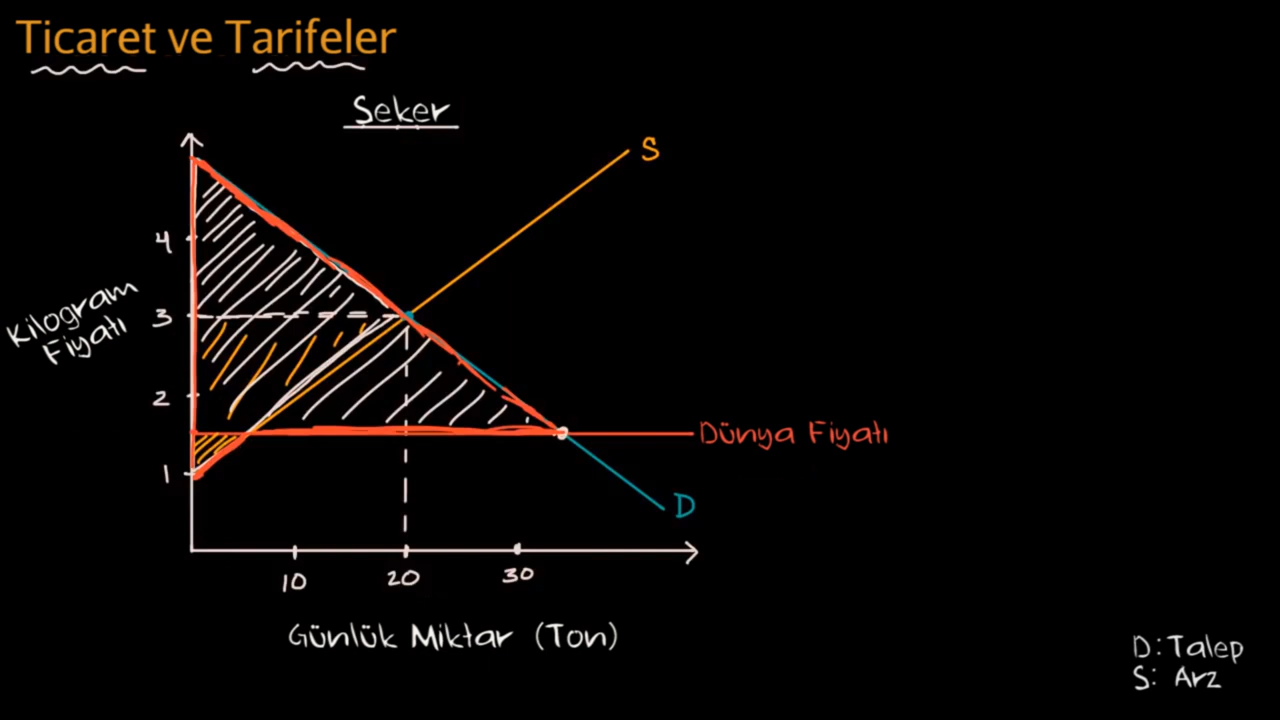 Ticaret ve Tarifeler
Şeker
S
4
Kilogram
Fiyatı
3
2
Dünya Fiyatı
1
D
10
20
30
Günlük Miktar (Ton)
D: Talep
S: Arz